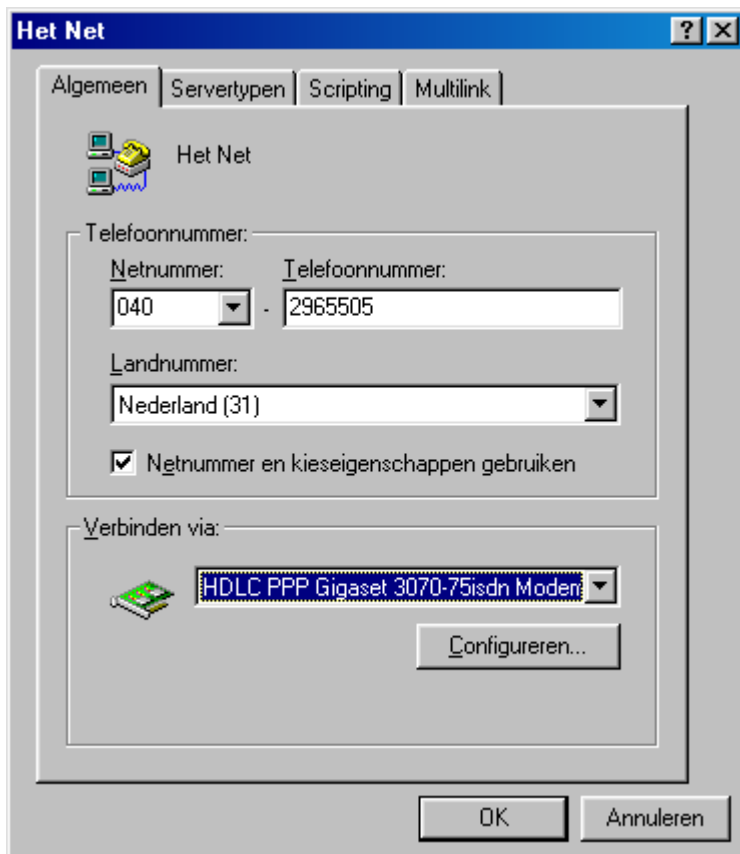 Het Net
Algemeen Servertypen Scripting Multilink
Het Net
Telefoonnummer:
Netnummer: Telefoonnummer:
040 - 2965505
Landnummer:
Nederland (31)
Netnummer en kieseigenschappen gebruiken
Verbinden via:
HDLC PPP Gigaset 3070-75isdn Modem
Configureren...
OK Annuleren